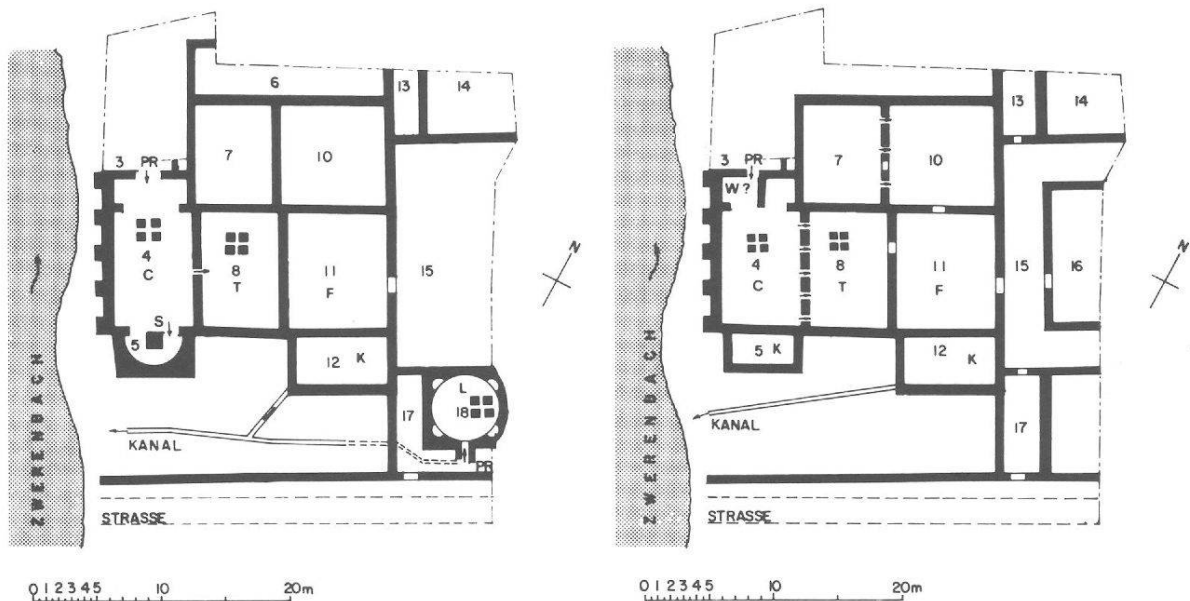 6
13
14
7
10
3
PR
4
C
8
T
11
F
15
N
S
5
12
K
L
18
17
KANAL
PR
ZWERENBACH
STRASSE
0 1 2 3 4 5 10 20m
13
14
7
10
3
PR
W?
4
C
8
T
11
F
15
16
N
5 K
12
K
17
KANAL
ZWERENBACH
STRASSE
0 1 2 3 4 5 10 20m